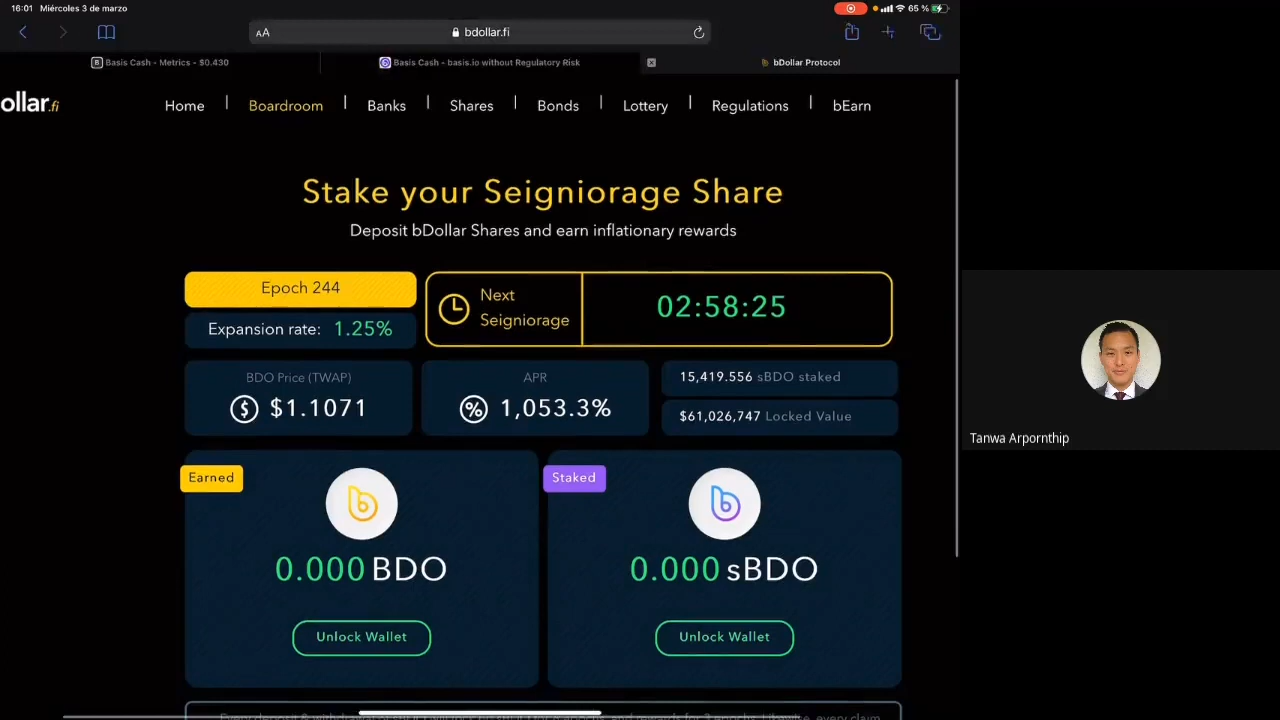 16:01 Miércoles 3 de marzo
65 %
AA bdollar.fi
Basis Cash - Metrics - $0.430
Basis Cash - basis.io without Regulatory Risk
bDollar Protocol
ollar.fi
Home
Boardroom
Banks
Shares
Bonds
Lottery
Regulations
bEarn
Stake your Seigniorage Share
Deposit bDollar Shares and earn inflationary rewards
Epoch 244
Expansion rate: 1.25%
Next
Seigniorage
02:58:25
BDO Price (TWAP)
$1.1071
APR
1,053.3%
15,419.556 sBDO staked
$61,026,747 Locked Value
Earned
0.000 BDO
Unlock Wallet
Staked
0.000 sBDO
Unlock Wallet
Tanwa Arpornthip